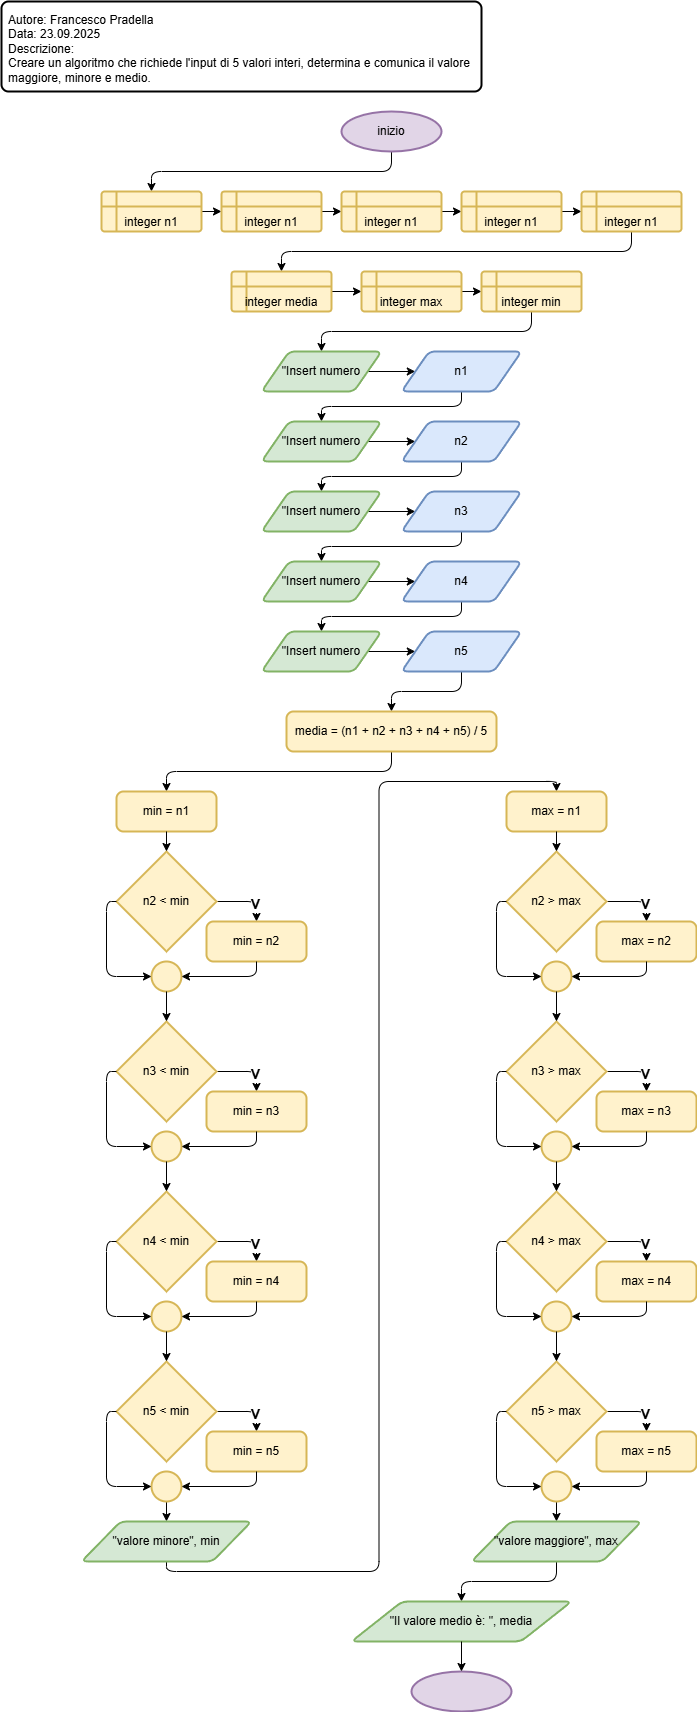 Autore: Francesco Pradella
Data: 23.09.2025
Descrizione:
Creare un algoritmo che richiede l'input di 5 valori interi, determina e comunica il valore
maggiore, minore e medio.
inizio
integer n1
integer n1
integer n1
integer n1
integer n1
integer media
integer max
integer min
"Insert numero
n1
"Insert numero
n2
"Insert numero
n3
"Insert numero
n4
"Insert numero
n5
media = (n1 + n2 + n3 + n4 + n5) / 5
min = n1
max = n1
n2 < min
V
min = n2
n2 > max
V
max = n2
n3 < min
V
min = n3
n3 > max
V
max = n3
n4 < min
V
min = n4
n4 > max
V
max = n4
n5 < min
V
min = n5
n5 > max
V
max = n5
"valore minore", min
"valore maggiore", max
"Il valore medio è: ", media